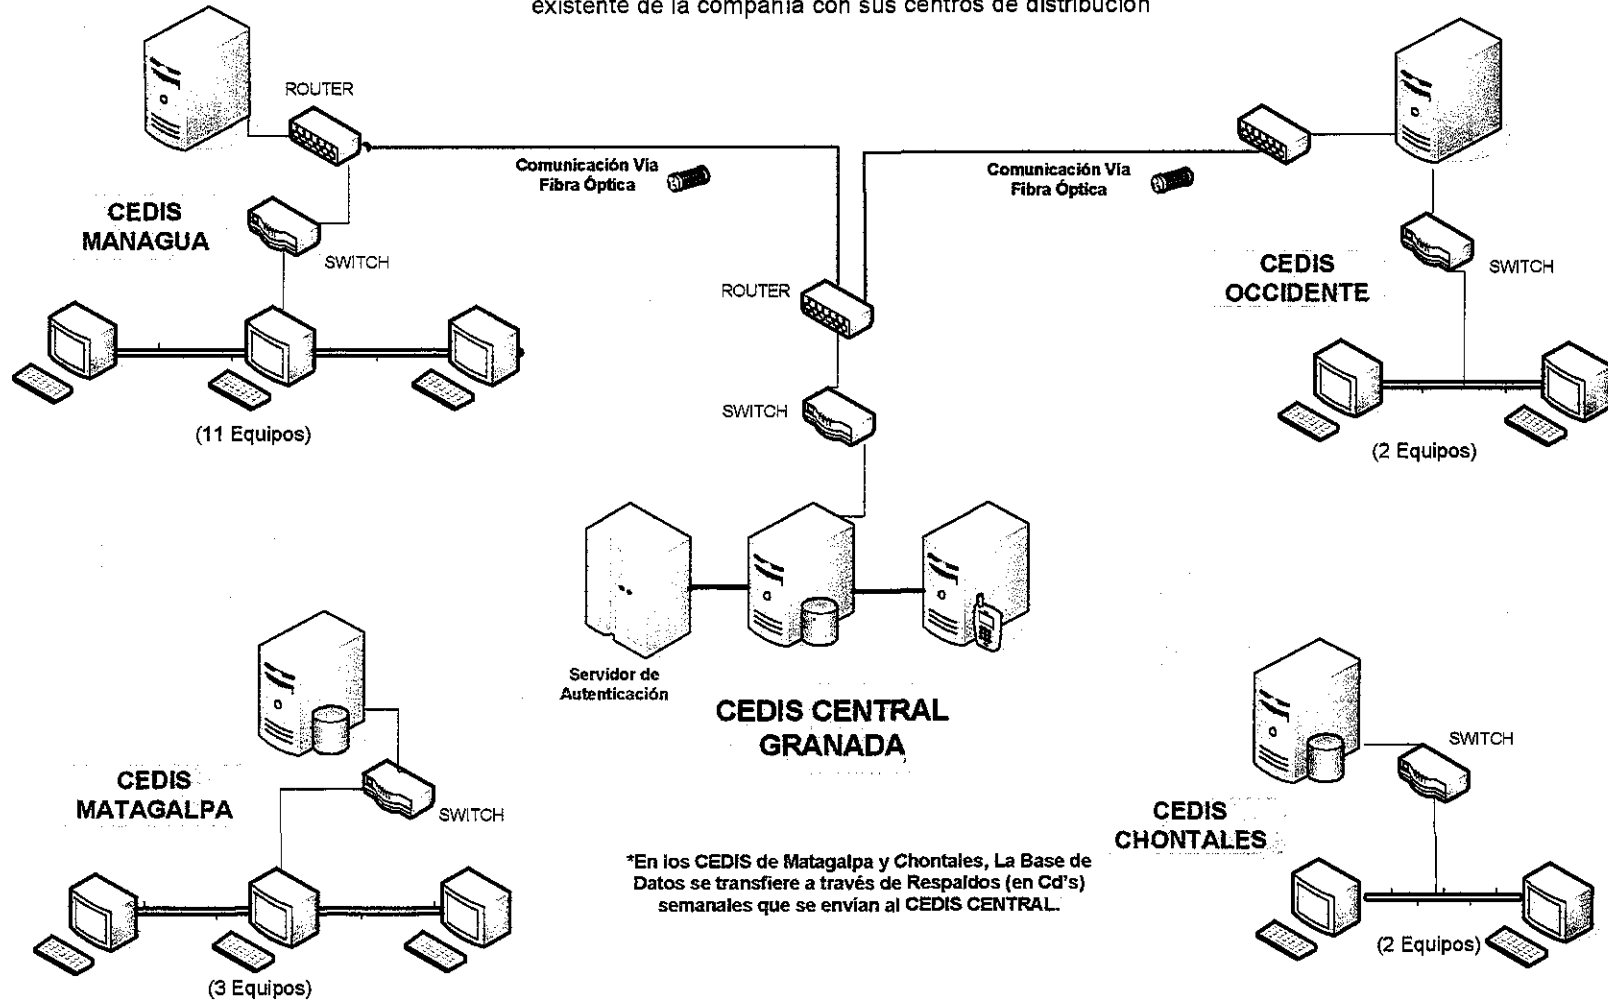 existente de la compañía con sus centros de distribución
ROUTER
Comunicación Vía
Fibra Óptica
Comunicación Vía
Fibra Óptica
CEDIS
MANAGUA
SWITCH
(11 Equipos)
CEDIS
OCCIDENTE
SWITCH
(2 Equipos)
ROUTER
SWITCH
Servidor de
Autenticación
CEDIS CENTRAL
GRANADA
CEDIS
MATAGALPA
SWITCH
(3 Equipos)
*En los CEDIS de Matagalpa y Chontales, La Base de
Datos se transfiere a través de Respaldos (en Cd's)
semanales que se envían al CEDIS CENTRAL.
SWITCH
CEDIS
CHONTALES
(2 Equipos)